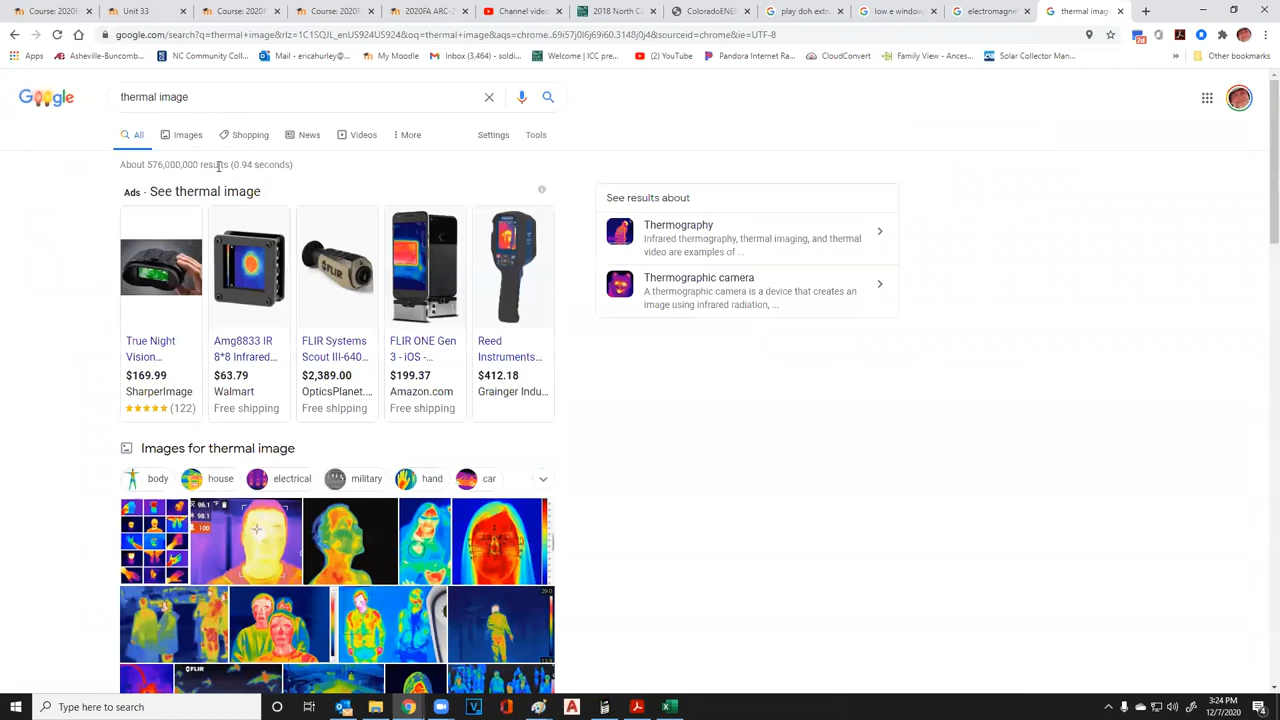 Course: 2020F
Unit 33
Course: 2020F
Course: 2020F
2020FA ARC-2
Channel video
2018 North C
ColoradoENE
play doh extru
low e window
electromagne
thermal imag
google.com/search?q=thermal+image&rlz=1C1SQJL_enUS924US924&oq=thermal+image&aqs=chrome.0.69i57j0l6j69i60.3418j0j4&sourceid=chrome&ie=UTF-8
Apps
Asheville-Buncomb...
NC Community Coll...
Mail - ericahurley@...
My Moodle
Inbox (3,464) - soldi...
Welcome | ICC pre...
(2) YouTube
Pandora Internet Ra...
CloudConvert
Family View - Ances...
Solar Collector Man...
»
Other bookmarks
Google
thermal image
All
Images
Shopping
News
Videos
More
Settings
Tools
About 576,000,000 results (0.94 seconds)
Ads · See thermal image
True Night
Vision...
$169.99
SharperImage
(122)
Amg8833 IR
8*8 Infrared...
$63.79
Walmart
Free shipping
FLIR Systems
Scout III-640...
$2,389.00
OpticsPlanet,...
Free shipping
FLIR ONE Gen
3 - iOS -...
$199.37
Amazon.com
Free shipping
Reed
Instruments...
$412.18
Grainger Indu...
See results about
Thermography
Infrared thermography, thermal imaging, and thermal
video are examples of ...
Thermographic camera
A thermographic camera is a device that creates an
image using infrared radiation, ...
Images for thermal image
body
house
electrical
military
hand
car
96.1
98.1
100
FLIR
Type here to search
3:24 PM
12/7/2020